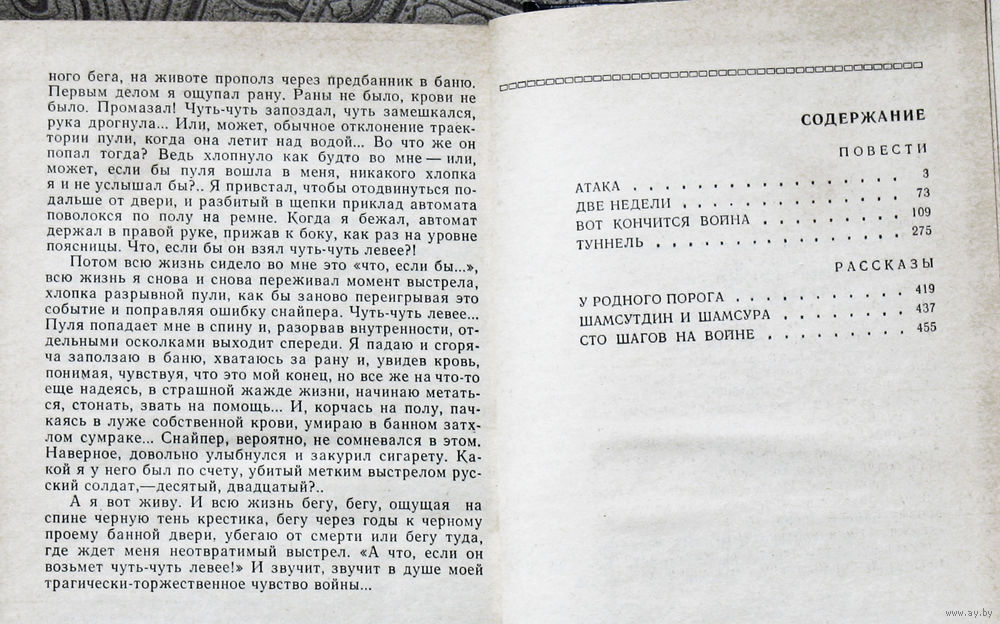 ного бега, на животе прополз через предбанник в баню.
Первым делом я ощупал рану. Раны не было, крови не
было. Промазал! Чуть-чуть запоздал, чуть замешкался,
рука дрогнула... Или, может, обычное отклонение траек-
тории пули, когда она летит над водой... Во что же он
попал тогда? Ведь хлопнуло как будто во мне — или,
может, если бы пуля вошла в меня, никакого хлопка
я и не услышал бы?.. Я привстал, чтобы отодвинуться по-
дальше от двери, и разбитый в щепки приклад автомата
поволокся по полу на ремне. Когда я бежал, автомат
держал в правой руке, прижав к боку, как раз на уровне
поясницы. Что, если бы он взял чуть-чуть левее?!
Потом всю жизнь сидело во мне это «что, если бы...»,
всю жизнь я снова и снова переживал момент выстрела,
хлопка разрывной пули, как бы заново переигрывая это
событие и поправляя ошибку снайпера. Чуть-чуть левее...
Пуля попадает мне в спину и, разорвав внутренности, от-
дельными осколками выходит спереди. Я падаю и сгоря-
ча заползаю в баню, хватаюсь за рану и, увидев кровь,
понимая, чувствуя, что это мой конец, но все же на что-то
еще надеясь, в страшной жажде жизни, начинаю метать-
ся, стонать, звать на помощь... И, корчась на полу, пач-
каясь в луже собственной крови, умираю в банном затх-
лом сумраке... Снайпер, вероятно, не сомневался в этом.
Наверное, довольно улыбнулся и закурил сигарету. Ка-
кой я у него был по счету, убитый метким выстрелом рус-
ский солдат,—десятый, двадцатый?..
А я вот живу. И всю жизнь бегу, бегу, ощущая на
спине черную тень крестика, бегу через годы к черному
проему банной двери, убегаю от смерти или бегу туда,
где ждет меня неотвратимый выстрел. «А что, если он
возьмет чуть-чуть левее!» И звучит, звучит в душе моей
трагически-торжественное чувство войны...
СОДЕРЖАНИЕ
ПОВЕСТИ
АТАКА . . . . . . . . . . . . . . . 3
ДВЕ НЕДЕЛИ . . . . . . . . . . . . . 73
ВОТ КОНЧИТСЯ ВОЙНА . . . . . . . . . 109
ТУННЕЛЬ . . . . . . . . . . . . . . 275
РАССКАЗЫ
У РОДНОГО ПОРОГА . . . . . . . . . . 419
ШАМСУТДИН И ШАМСУРА . . . . . . . . 437
СТО ШАГОВ НА ВОЙНЕ . . . . . . . . . 455
www.ay.by